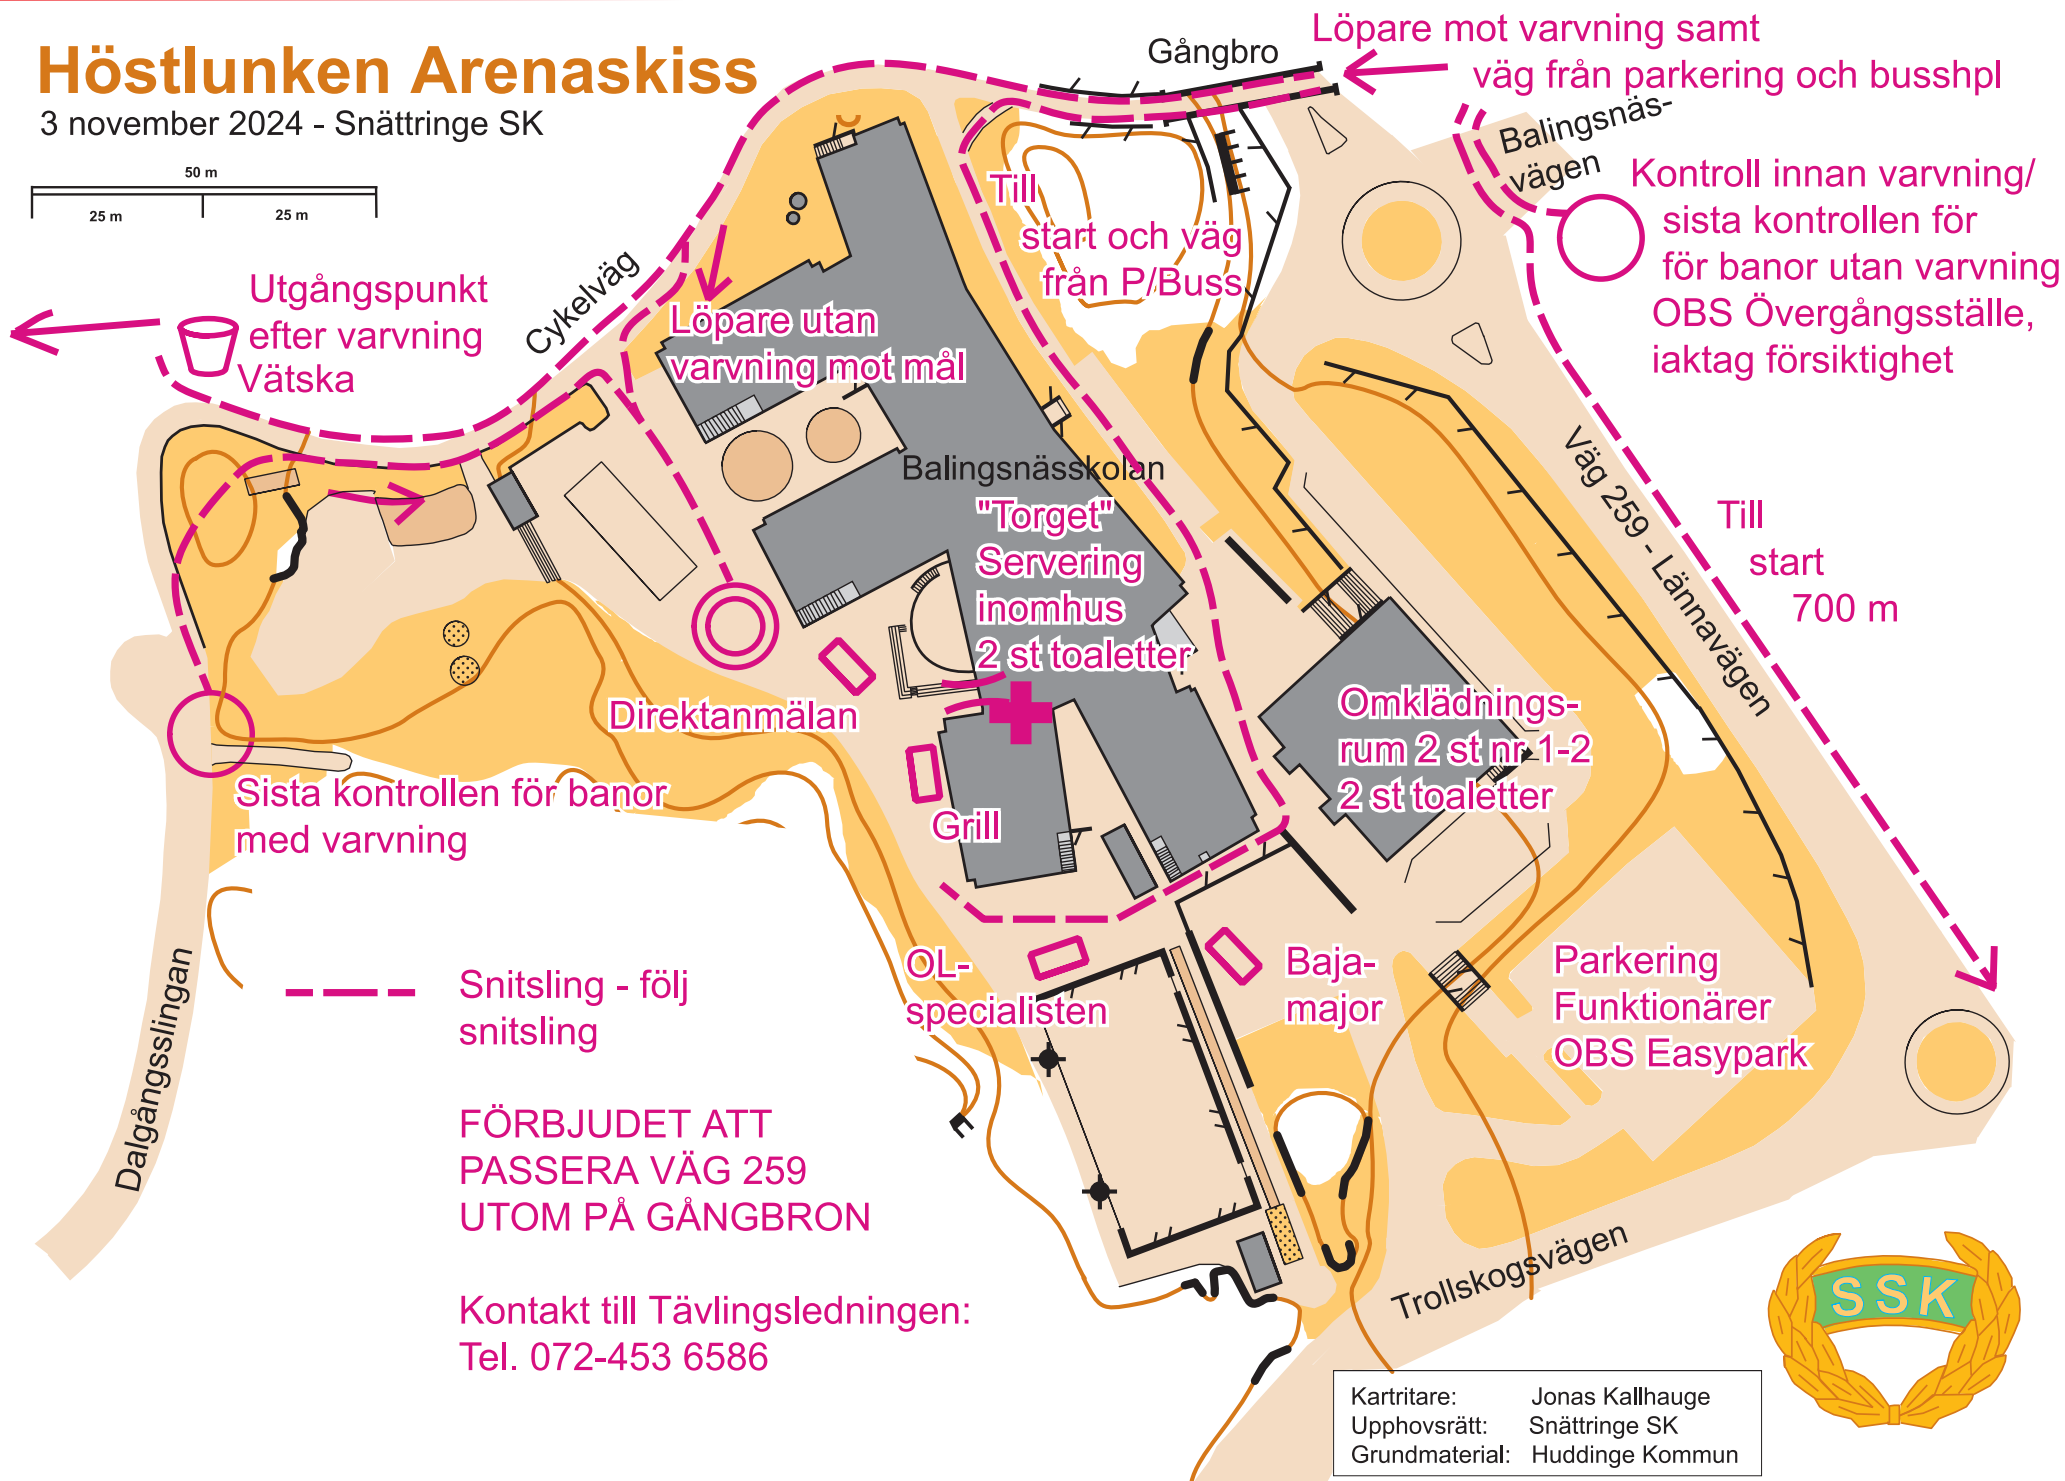 Höstlunken Arenaskiss
3 november 2024 - Snättringe SK
50 m
25 m
25 m
Gångbro
Löpare mot varvning samt
väg från parkering och busshpl
Balingsnäs-
vägen
Kontroll innan varvning/
sista kontrollen för
för banor utan varvning
OBS Övergångsställe,
iaktag försiktighet
Till
start och väg
från P/Buss
Utgångspunkt
efter varvning
Vätska
Cykelväg
Löpare utan
varvning mot mål
Balingsnässkolan
"Torget"
Servering
inomhus
2 st toaletter
Väg 259 - Lännavägen
Till
start
700 m
Direktanmälan
Omklädnings-
rum 2 st nr 1-2
2 st toaletter
Sista kontrollen för banor
med varvning
Grill
Dalgångsslingan
Snitsling - följ
snitsling
OL-
specialisten
Baja-
major
Parkering
Funktionärer
OBS Easypark
FÖRBJUDET ATT
PASSERA VÄG 259
UTOM PÅ GÅNGBRON
Trollskogsvägen
Kontakt till Tävlingsledningen:
Tel. 072-453 6586
SSK
Kartritare: Jonas Kallhauge
Upphovsrätt: Snättringe SK
Grundmaterial: Huddinge Kommun